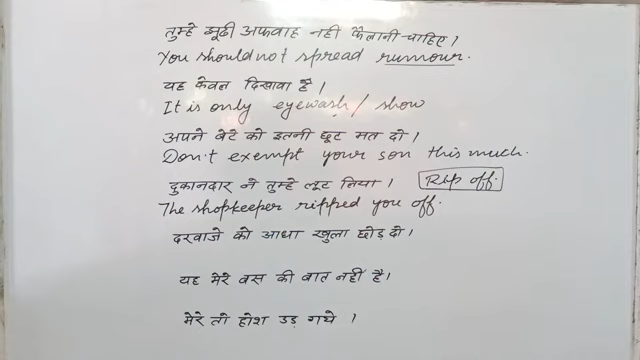 तुम्हे झूठी अफवाह नही फैलानी चाहिए ।
You should not spread rumour.
यह केवल दिखावा है ।
It is only eyewash / show
अपने बेटे को इतनी छूट मत दो ।
Don't exempt your son this much.
दुकानदार ने तुम्हे लूट लिया । Rip off.
The shopkeeper ripped you off.
दरवाजे को आधा खुला छोड़ दो ।
यह मेरे बस की बात नहीं है ।
मेरे तो होश उड़ गये ।